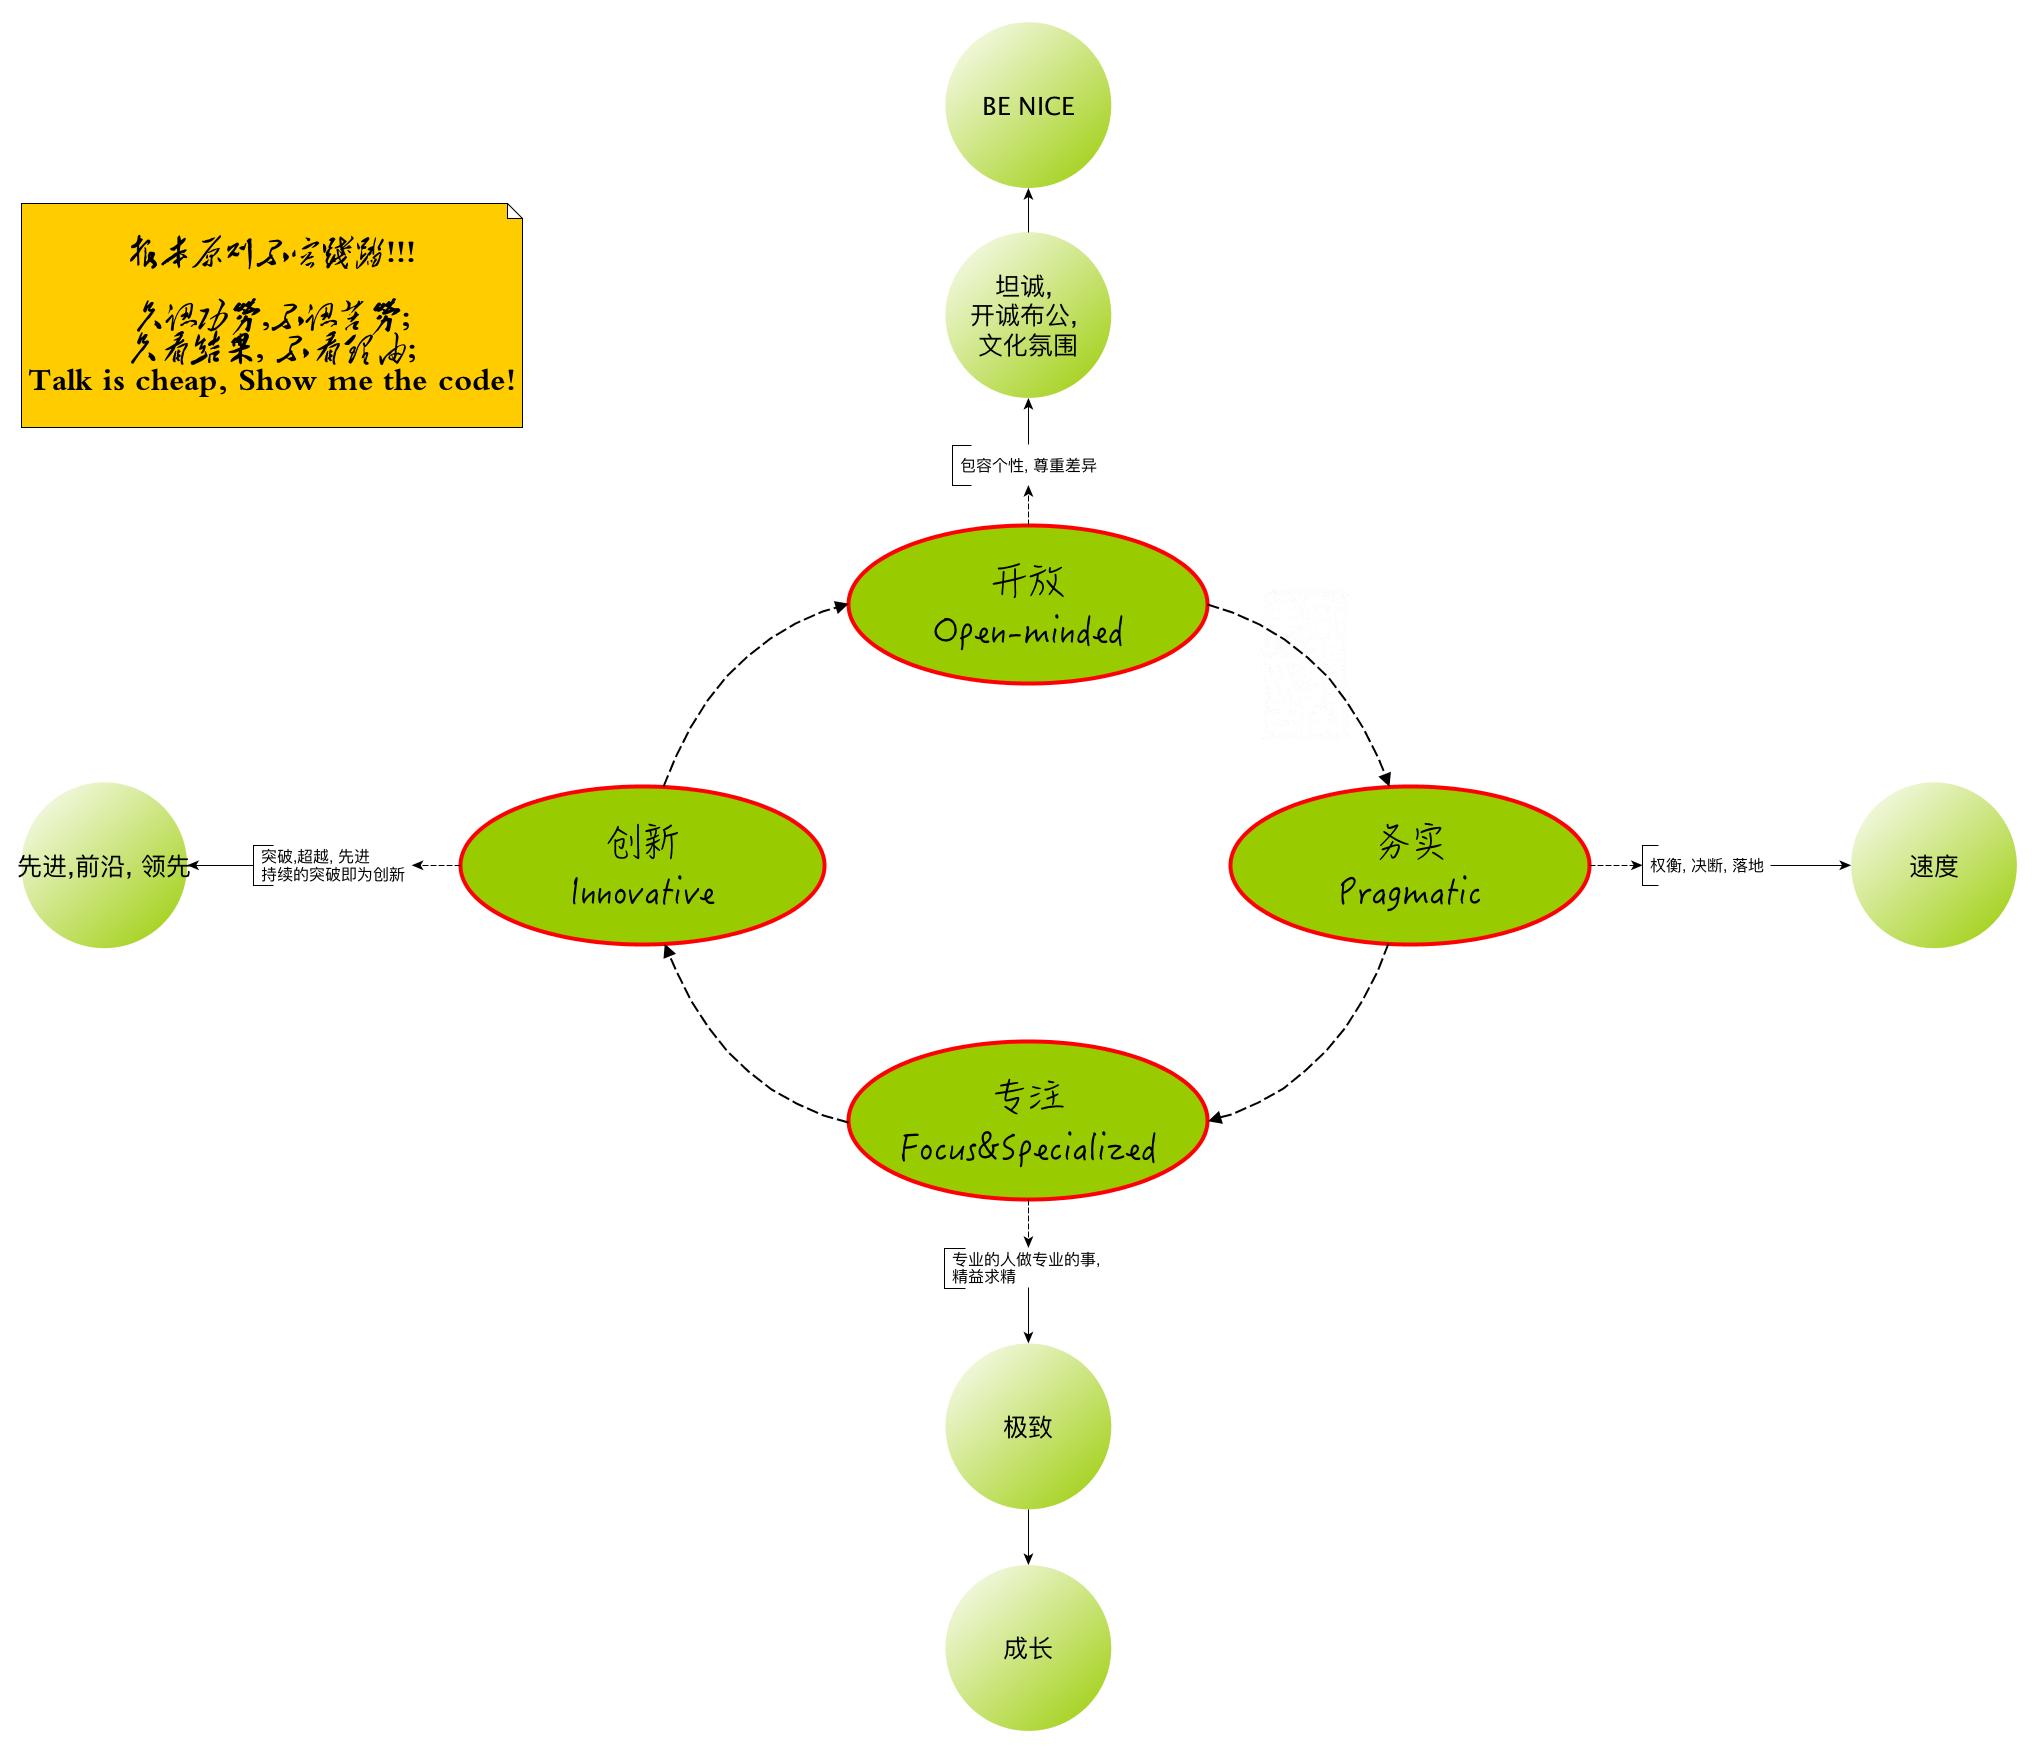 BE NICE
根本原则不容践踏!!!
只认功劳,不认苦劳;
只看结果, 不看理由;
Talk is cheap, Show me the code!
坦诚,
开诚布公,
文化氛围
包容个性, 尊重差异
开放
Open-minded
先进,前沿, 领先
突破,超越, 先进
持续的突破即为创新
创新
Innovative
务实
Pragmatic
权衡, 决断, 落地
速度
专注
Focus&Specialized
专业的人做专业的事,
精益求精
极致
成长